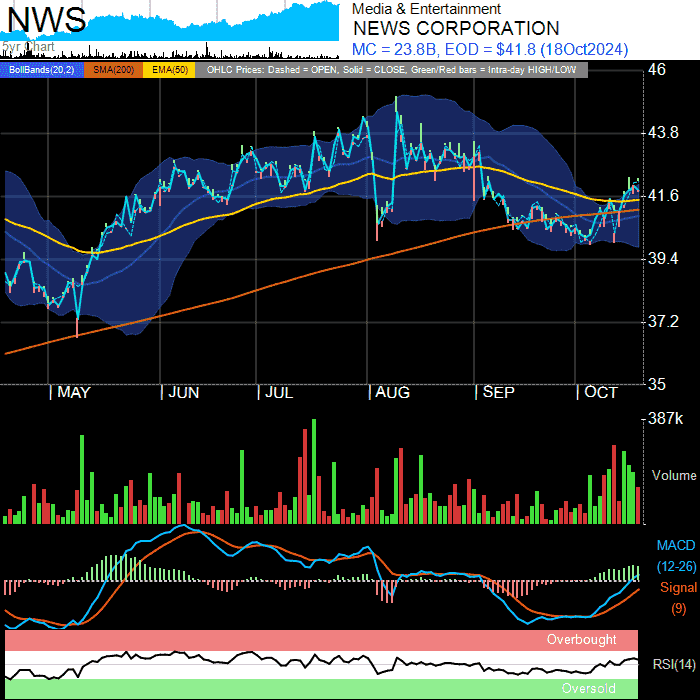 NWS
5yr Chart
Media & Entertainment
NEWS CORPORATION
MC = 23.8B, EOD = $41.8 (18Oct2024)
BollBands(20,2) SMA(200) EMA(50) OHLC Prices: Dashed = OPEN, Solid = CLOSE, Green/Red bars = Intra-day HIGH/LOW
46
43.8
41.6
39.4
37.2
35
| MAY | JUN | JUL | AUG | SEP | OCT
387k
Volume
MACD
(12-26)
Signal
(9)
Overbought
RSI(14)
Oversold